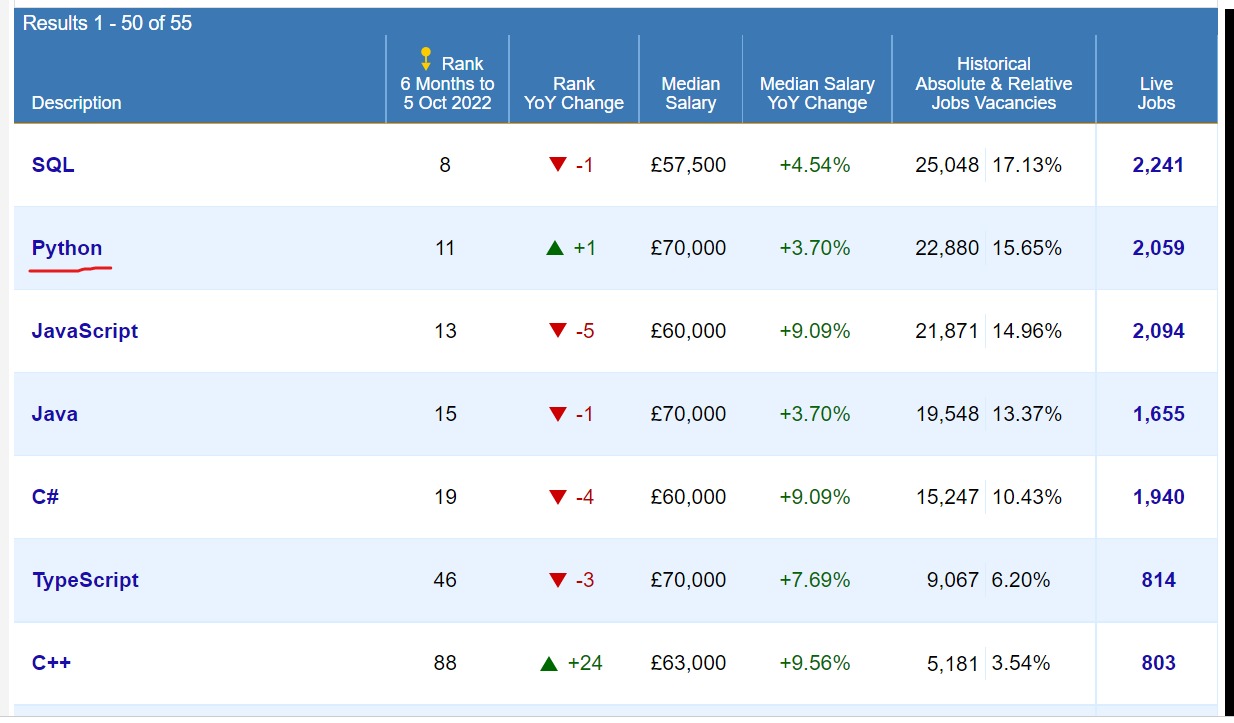 Results 1 - 50 of 55
Description
Rank
6 Months to
5 Oct 2022
Rank
YoY Change
Median
Salary
Median Salary
YoY Change
Historical
Absolute & Relative
Jobs Vacancies
Live
Jobs
SQL 8 ▼ -1 £57,500 +4.54% 25,048 17.13% 2,241
Python 11 ▲ +1 £70,000 +3.70% 22,880 15.65% 2,059
JavaScript 13 ▼ -5 £60,000 +9.09% 21,871 14.96% 2,094
Java 15 ▼ -1 £70,000 +3.70% 19,548 13.37% 1,655
C# 19 ▼ -4 £60,000 +9.09% 15,247 10.43% 1,940
TypeScript 46 ▼ -3 £70,000 +7.69% 9,067 6.20% 814
C++ 88 ▲ +24 £63,000 +9.56% 5,181 3.54% 803